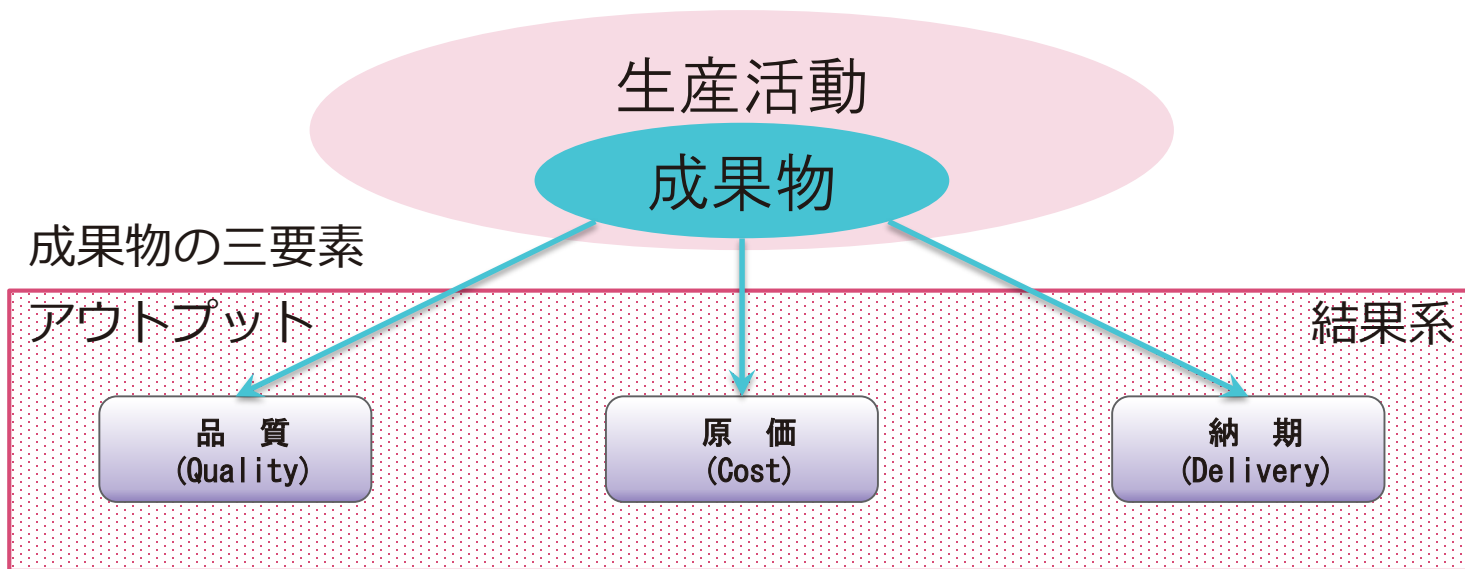 生産活動
成果物
成果物の三要素
アウトプット
結果系
品　質
(Quality)
原　価
(Cost)
納　期
(Delivery)